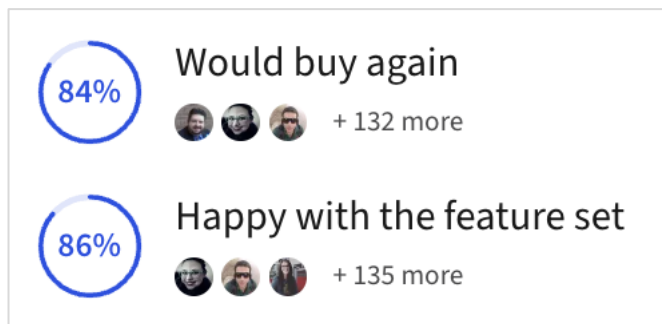 84%
Would buy again
+ 132 more
86%
Happy with the feature set
+ 135 more